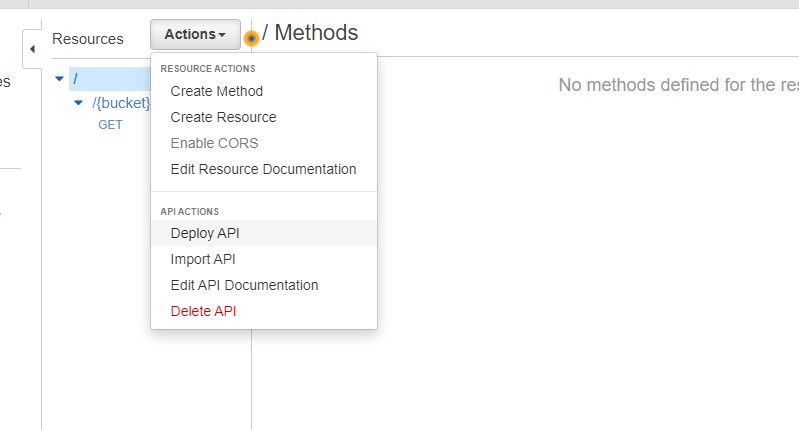 Resources
Actions
/ Methods
/
/{bucket}
GET
RESOURCE ACTIONS
Create Method
Create Resource
Enable CORS
Edit Resource Documentation
API ACTIONS
Deploy API
Import API
Edit API Documentation
Delete API
No methods defined for the res
es